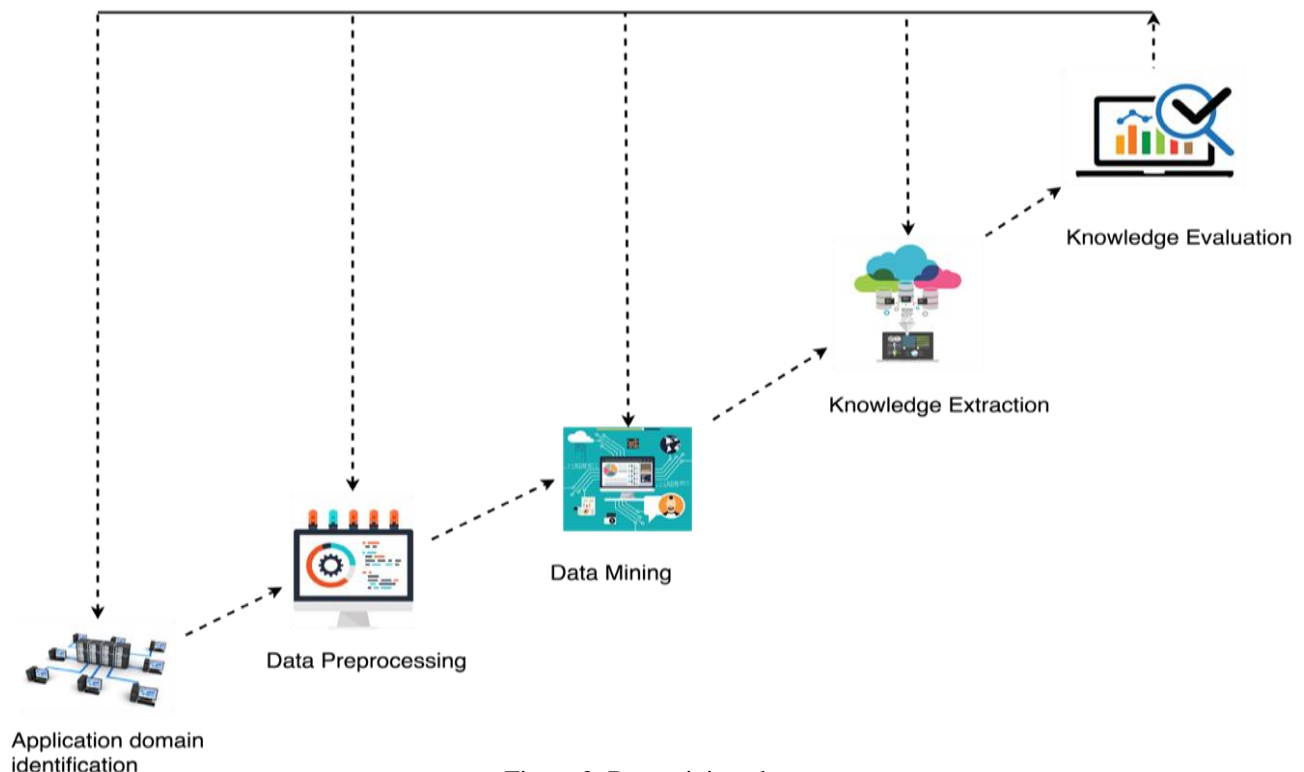 Knowledge Evaluation
Knowledge Extraction
Data Mining
Data Preprocessing
Application domain
identification